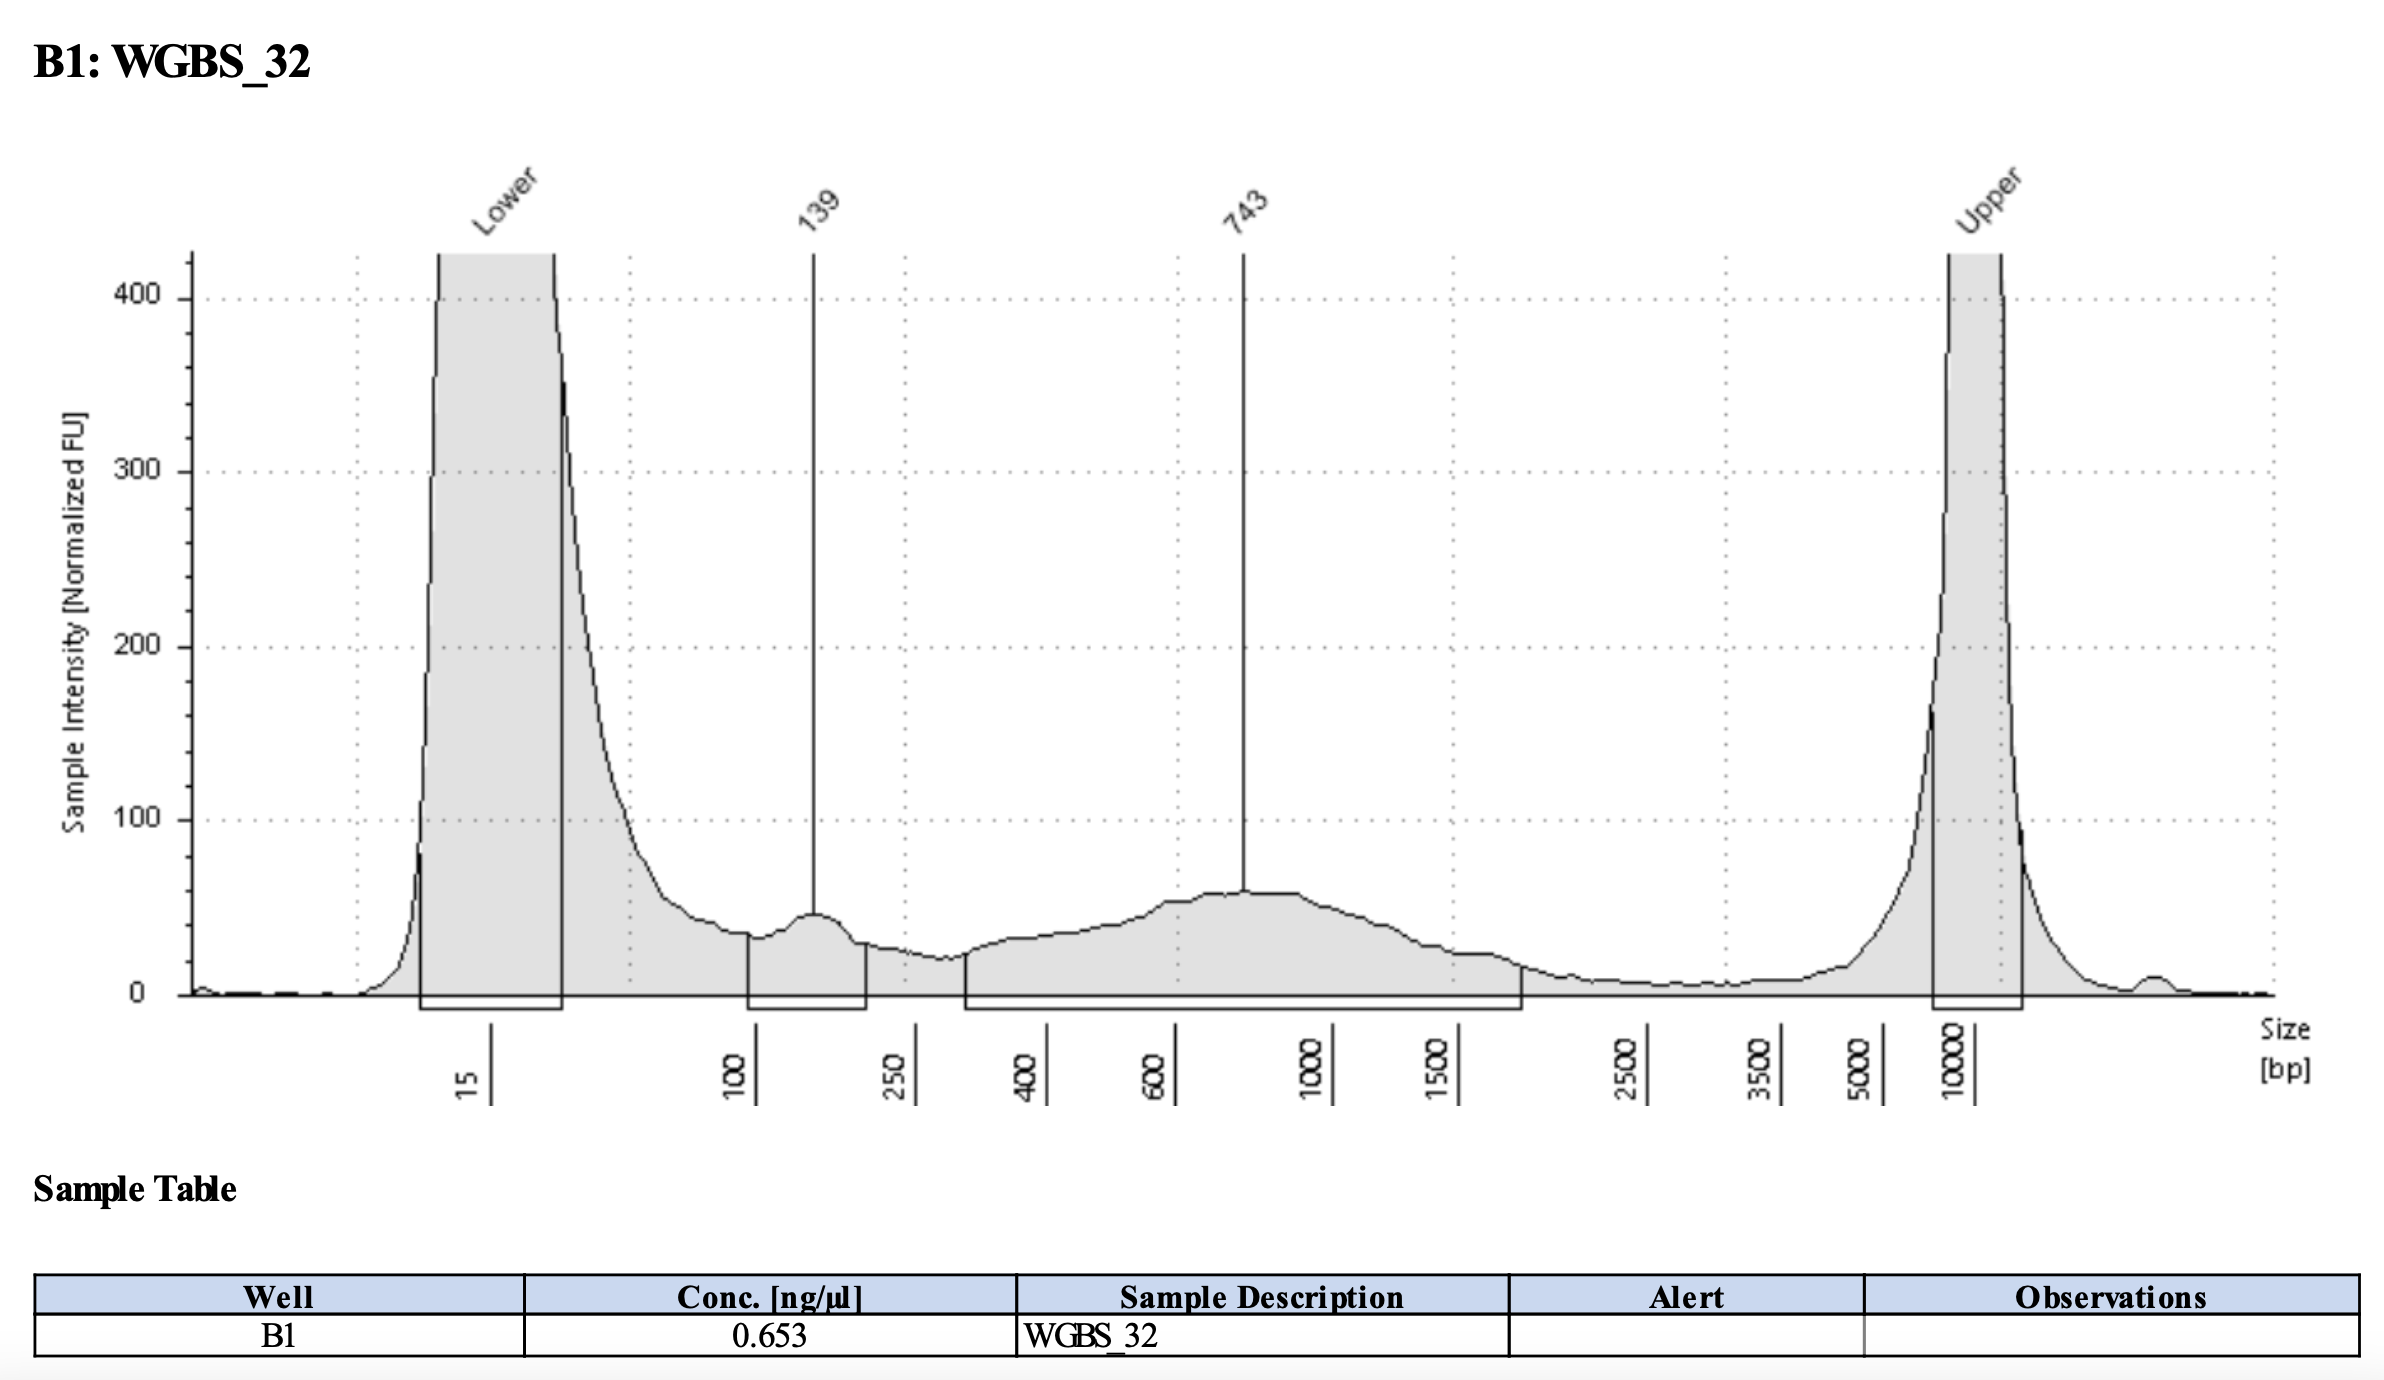 B1: WGBS_32
Lower 139 743 Upper
Sample Intensity [Normalized FU]
400
300
200
100
0
15 100 250 400 600 1000 1500 2500 3500 5000 10000
Size
[bp]
Sample Table
Well Conc. [ng/µl] Sample Description Alert Observations
B1 0.653 WGBS_32